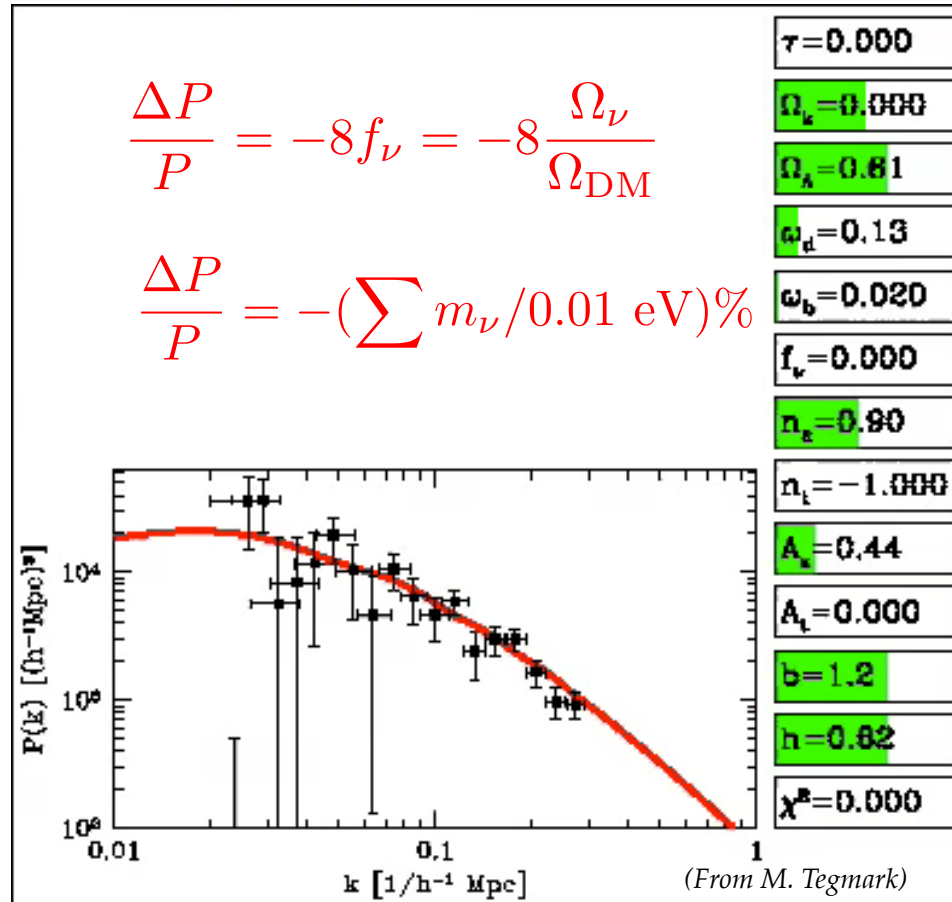 ΔP/P = −8f_ν = −8 Ω_ν/Ω_DM
ΔP/P = −(∑ m_ν/0.01 eV)%
τ=0.000
Ω_k=0.000
Ω_Λ=0.61
ω_d=0.13
ω_b=0.020
f_ν=0.000
n_s=0.90
n_t=-1.000
A_s=0.44
A_t=0.000
b=1.2
h=0.62
χ²=0.000
P(k) [(h⁻¹Mpc)³]
10⁴
0.01 0.1 1
k [1/h⁻¹ Mpc]
(From M. Tegmark)